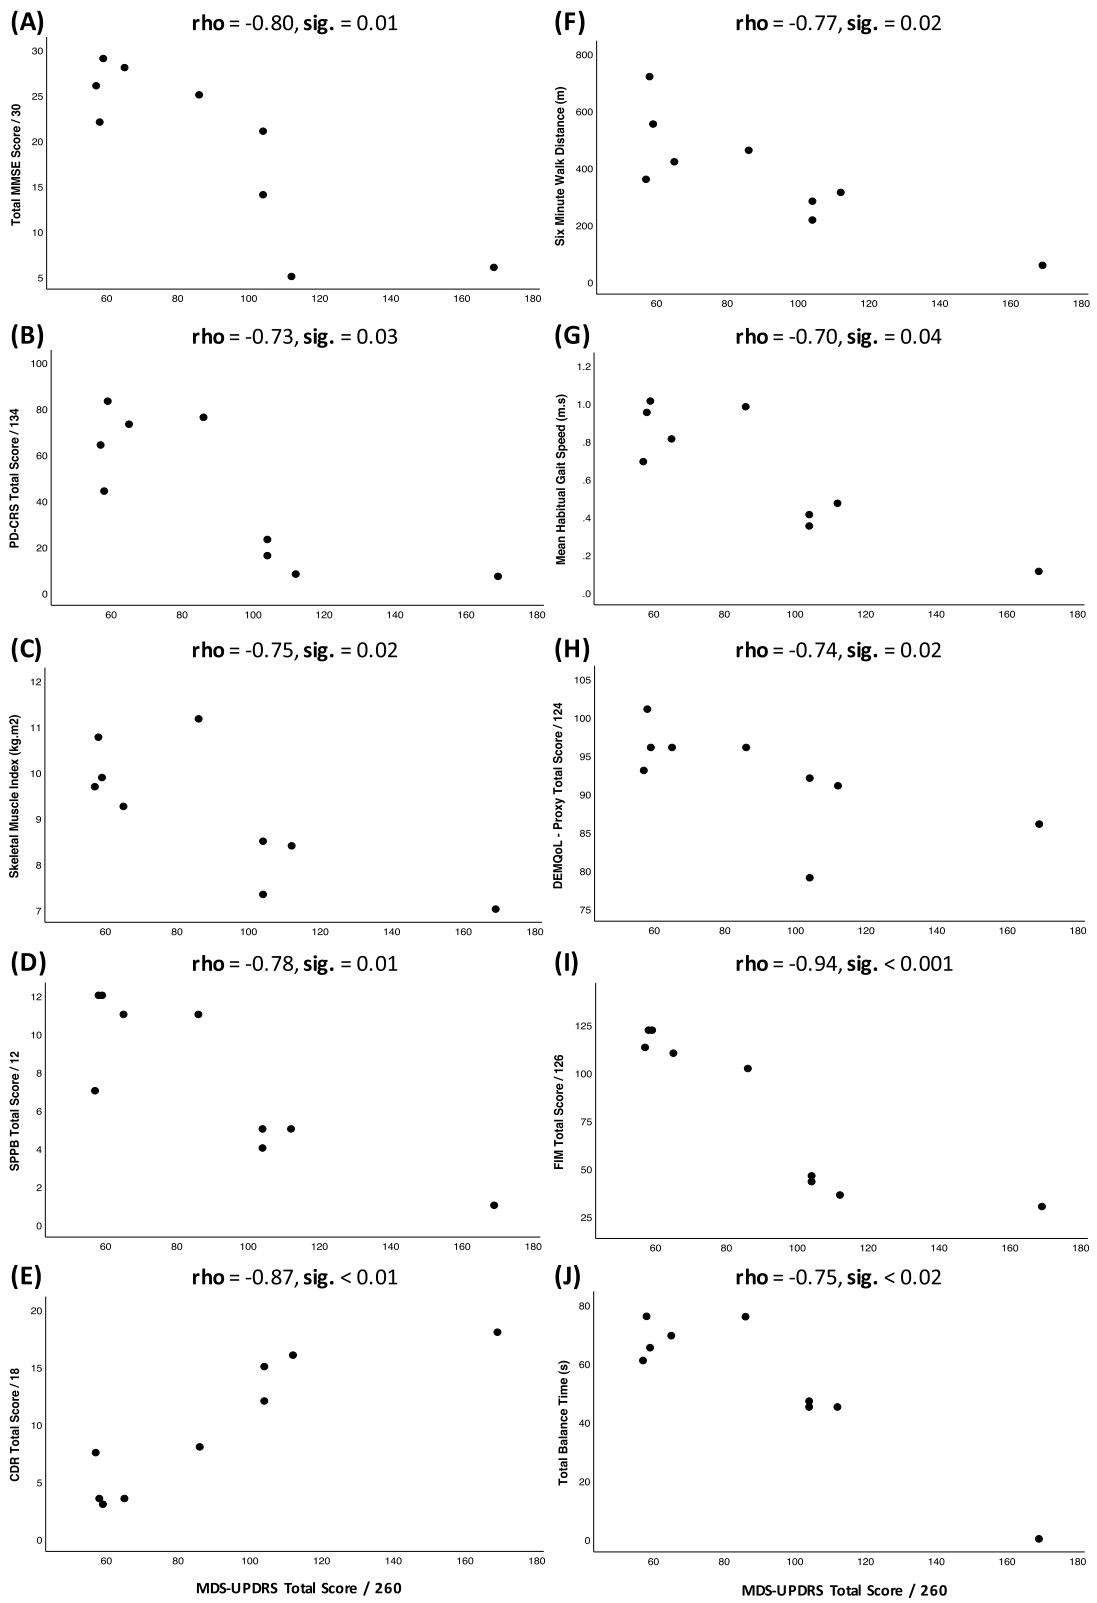 (A) rho = -0.80, sig. = 0.01
Total MMSE Score / 30
30
25
20
15
10
5
60 80 100 120 140 160 180
(B) rho = -0.73, sig. = 0.03
PD-CRS Total Score / 134
100
80
60
40
20
0
60 80 100 120 140 160 180
(C) rho = -0.75, sig. = 0.02
Skeletal Muscle Index (kg.m2)
12
11
10
9
8
7
60 80 100 120 140 160 180
(D) rho = -0.78, sig. = 0.01
SPPB Total Score / 12
12
10
8
6
4
2
0
60 80 100 120 140 160 180
(E) rho = -0.87, sig. < 0.01
CDR Total Score / 18
20
15
10
5
0
60 80 100 120 140 160 180
MDS-UPDRS Total Score / 260
(F) rho = -0.77, sig. = 0.02
Six Minute Walk Distance (m)
800
600
400
200
0
60 80 100 120 140 160 180
(G) rho = -0.70, sig. = 0.04
Mean Habitual Gait Speed (m.s)
1.2
1.0
.8
.6
.4
.2
.0
60 80 100 120 140 160 180
(H) rho = -0.74, sig. = 0.02
DEMQoL - Proxy Total Score / 124
105
100
95
90
85
80
75
60 80 100 120 140 160 180
(I) rho = -0.94, sig. < 0.001
FIM Total Score / 126
125
100
75
50
25
60 80 100 120 140 160 180
(J) rho = -0.75, sig. < 0.02
Total Balance Time (s)
80
60
40
20
0
60 80 100 120 140 160 180
MDS-UPDRS Total Score / 260